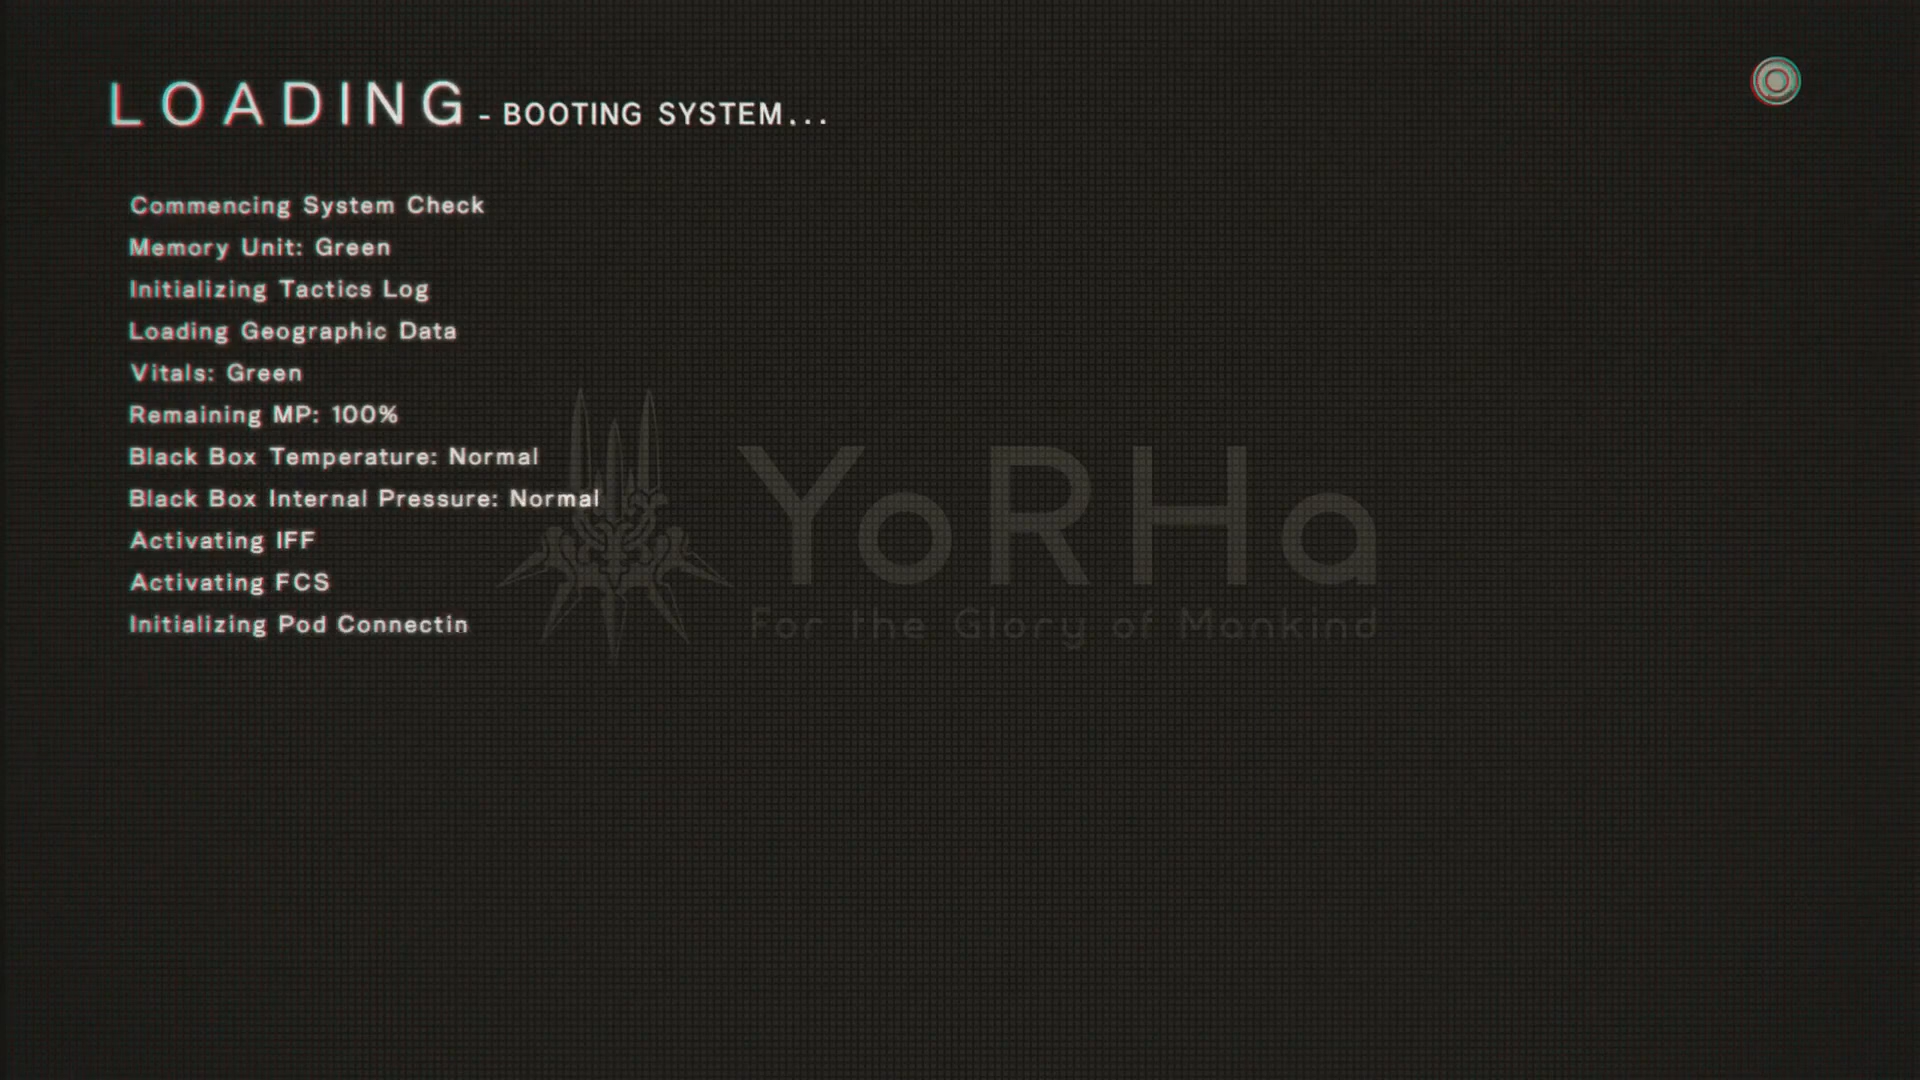 LOADING - BOOTING SYSTEM...
Commencing System Check
Memory Unit: Green
Initializing Tactics Log
Loading Geographic Data
Vitals: Green
Remaining MP: 100%
Black Box Temperature: Normal
Black Box Internal Pressure: Normal
Activating IFF
Activating FCS
Initializing Pod Connectin
YoRHa
For the Glory of Mankind